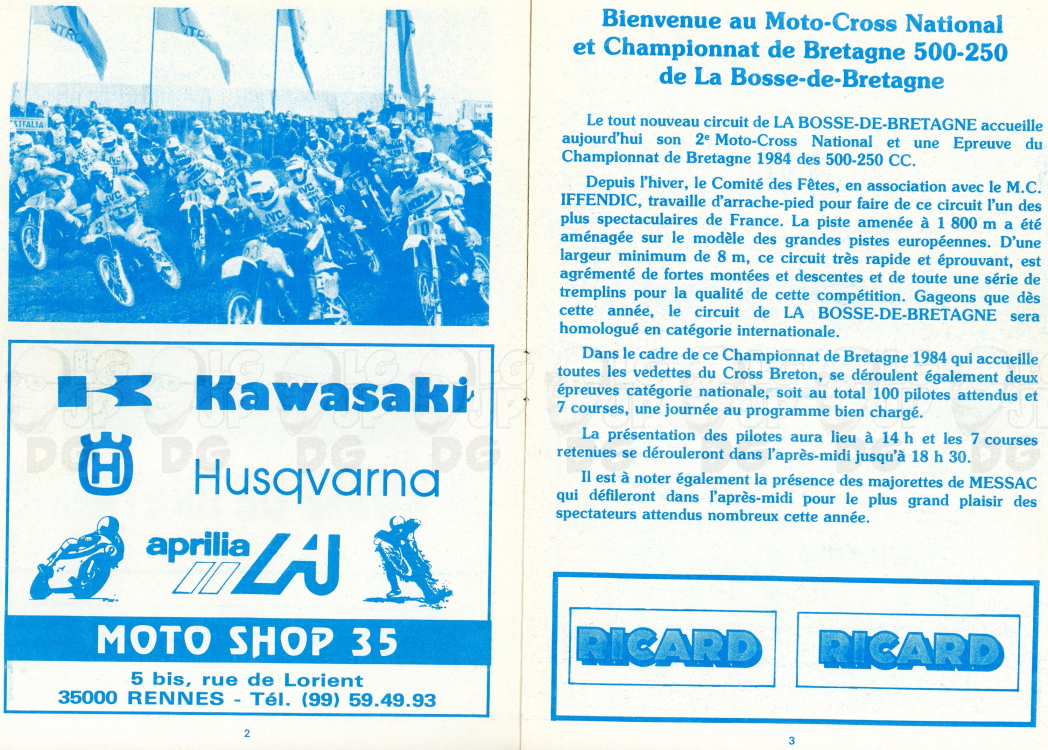 STFALIA
JVC
JVC
JVC
3
10
25
Kawasaki
H
Husqvarna
aprilia
MOTO SHOP 35
5 bis, rue de Lorient
35000 RENNES - Tél. (99) 59.49.93
2
Bienvenue au Moto-Cross National
et Championnat de Bretagne 500-250
de La Bosse-de-Bretagne
Le tout nouveau circuit de LA BOSSE-DE-BRETAGNE accueille
aujourd'hui son 2e Moto-Cross National et une Epreuve du
Championnat de Bretagne 1984 des 500-250 CC.
Depuis l'hiver, le Comité des Fêtes, en association avec le M.C.
IFFENDIC, travaille d'arrache-pied pour faire de ce circuit l'un des
plus spectaculaires de France. La piste amenée à 1 800 m a été
aménagée sur le modèle des grandes pistes européennes. D'une
largeur minimum de 8 m, ce circuit très rapide et éprouvant, est
agrémenté de fortes montées et descentes et de toute une série de
tremplins pour la qualité de cette compétition. Gageons que dès
cette année, le circuit de LA BOSSE-DE-BRETAGNE sera
homologué en catégorie internationale.
Dans le cadre de ce Championnat de Bretagne 1984 qui accueille
toutes les vedettes du Cross Breton, se déroulent également deux
épreuves catégorie nationale, soit au total 100 pilotes attendus et
7 courses, une journée au programme bien chargé.
La présentation des pilotes aura lieu à 14 h et les 7 courses
retenues se dérouleront dans l'après-midi jusqu'à 18 h 30.
Il est à noter également la présence des majorettes de MESSAC
qui défileront dans l'après-midi pour le plus grand plaisir des
spectateurs attendus nombreux cette année.
RICARD RICARD
3